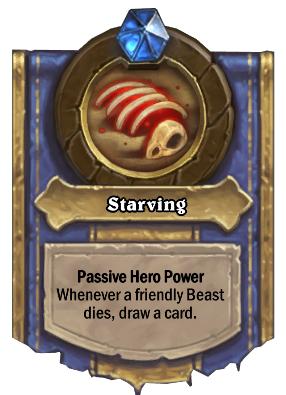 Starving
Passive Hero Power
Whenever a friendly Beast
dies, draw a card.